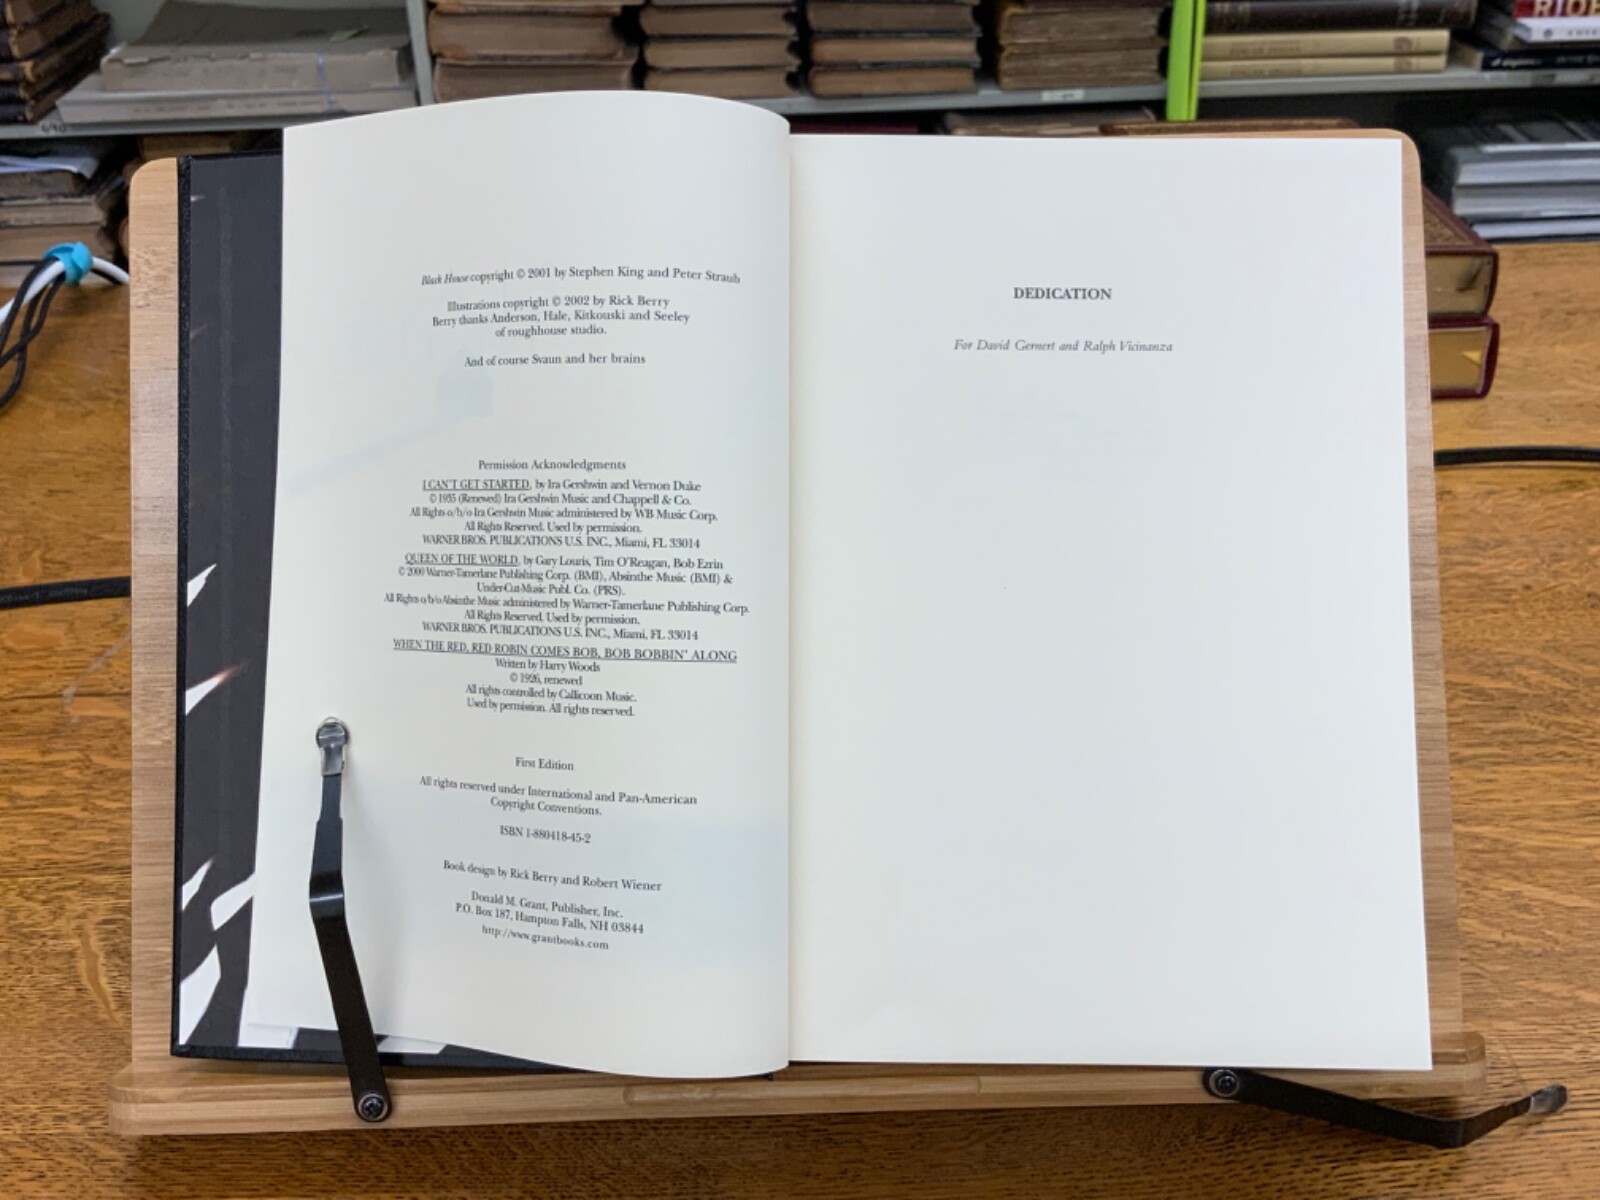 Black House copyright © 2001 by Stephen King and Peter Straub
Illustrations copyright © 2002 by Rick Berry
Berry thanks Anderson, Hale, Kitkouski and Seeley
of roughhouse studio.
And of course Svaun and her brains
Permission Acknowledgments
I CAN'T GET STARTED, by Ira Gershwin and Vernon Duke
© 1935 (Renewed) Ira Gershwin Music and Chappell & Co.
All Rights o/b/o Ira Gershwin Music administered by WB Music Corp.
All Rights Reserved. Used by permission.
WARNER BROS. PUBLICATIONS U.S. INC., Miami, FL 33014
QUEEN OF THE WORLD, by Gary Louris, Tim O'Reagan, Bob Ezrin
© 2000 Warner-Tamerlane Publishing Corp. (BMI), Absinthe Music (BMI) &
Under-Cut-Music Publ. Co. (PRS).
All Rights o/b/o Absinthe Music administered by Warner-Tamerlane Publishing Corp.
All Rights Reserved. Used by permission.
WARNER BROS. PUBLICATIONS U.S. INC., Miami, FL 33014
WHEN THE RED, RED ROBIN COMES BOB, BOB BOBBIN' ALONG
Written by Harry Woods
© 1926, renewed
All rights controlled by Callicoon Music.
Used by permission. All rights reserved.
First Edition
All rights reserved under International and Pan-American
Copyright Conventions.
ISBN 1-880418-45-2
Book design by Rick Berry and Robert Wiener
Donald M. Grant, Publisher, Inc.
P.O. Box 187, Hampton Falls, NH 03844
http://www.grantbooks.com
DEDICATION
For David Gernert and Ralph Vicinanza